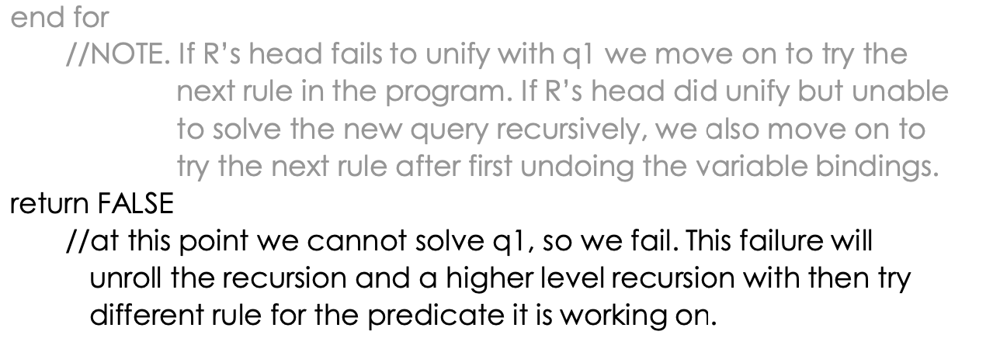 end for
//NOTE. If R's head fails to unify with q1 we move on to try the
next rule in the program. If R's head did unify but unable
to solve the new query recursively, we also move on to
try the next rule after first undoing the variable bindings.
return FALSE
//at this point we cannot solve q1, so we fail. This failure will
unroll the recursion and a higher level recursion with then try
different rule for the predicate it is working on.